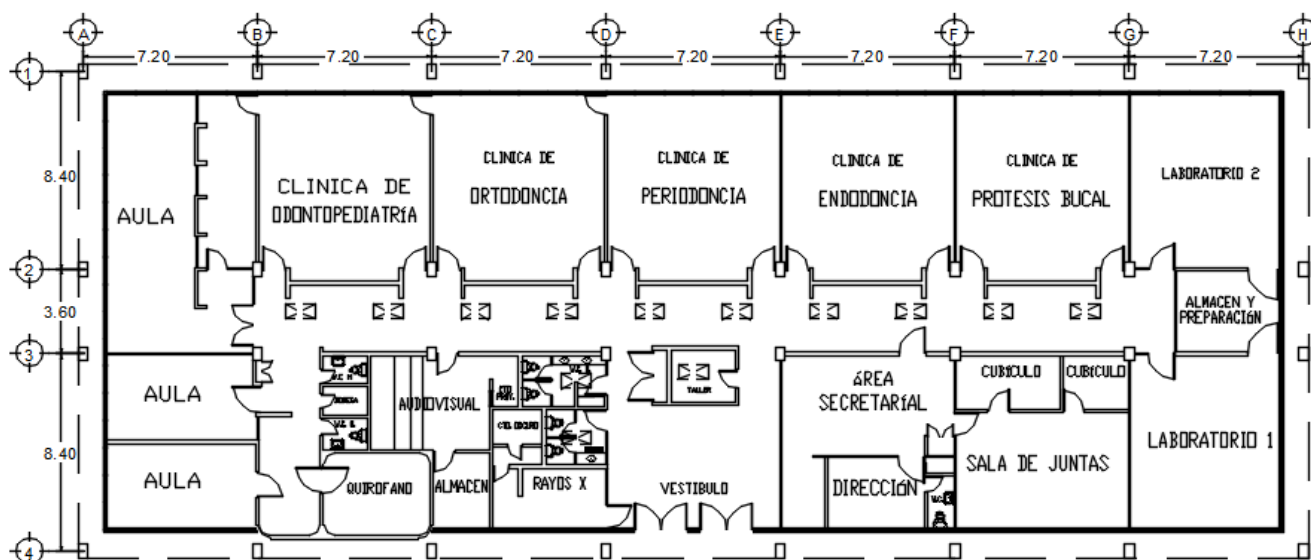 A B C D E F G H
7.20 7.20 7.20 7.20 7.20 7.20 7.20
1
8.40
2
3.60
3
8.40
4
AULA
CLINICA DE
ODONTOPEDIATRíA
CLINICA DE
ORTODONCIA
CLINICA DE
PERIODONCIA
CLINICA DE
ENDODONCIA
CLINICA DE
PROTESIS BUCAL
LABORATORIO 2
ALMACEN Y
PREPARACIóN
AULA
AULA
AUDIOVISUAL
TALLER
áREA
SECRETARIAL
CUBíCULO
CUBíCULO
LABORATORIO 1
SALA DE JUNTAS
QUIROFANO
ALMACEN
RAYOS X
VESTIBULO
DIRECCIóN